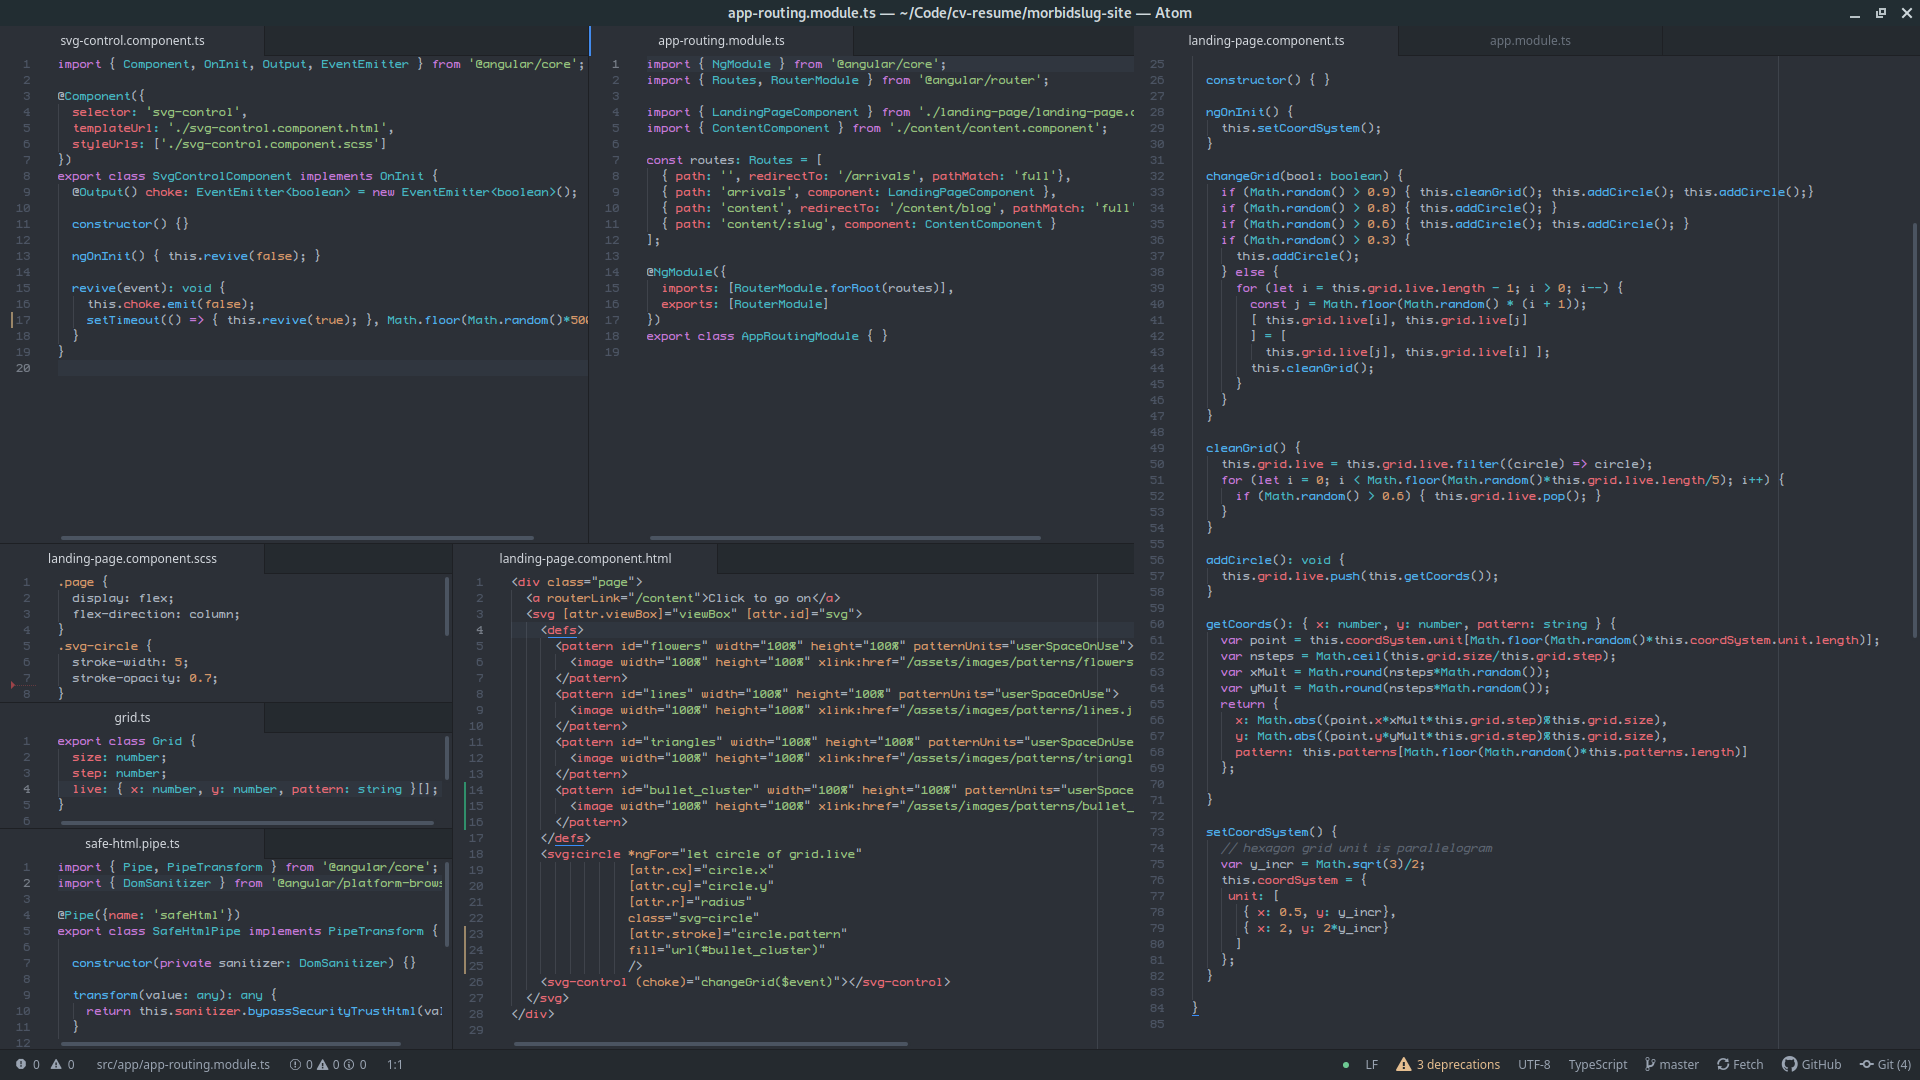 app-routing.module.ts — ~/Code/cv-resume/morbidslug-site — Atom
svg-control.component.ts
1 import { Component, OnInit, Output, EventEmitter } from '@angular/core';
2
3 @Component({
4 selector: 'svg-control',
5 templateUrl: './svg-control.component.html',
6 styleUrls: ['./svg-control.component.scss']
7 })
8 export class SvgControlComponent implements OnInit {
9 @Output() choke: EventEmitter<boolean> = new EventEmitter<boolean>();
10
11 constructor() {}
12
13 ngOnInit() { this.revive(false); }
14
15 revive(event): void {
16 this.choke.emit(false);
17 setTimeout(() => { this.revive(true); }, Math.floor(Math.random()*500
18 }
19 }
20
app-routing.module.ts
1 import { NgModule } from '@angular/core';
2 import { Routes, RouterModule } from '@angular/router';
3
4 import { LandingPageComponent } from './landing-page/landing-page.c
5 import { ContentComponent } from './content/content.component';
6
7 const routes: Routes = [
8 { path: '', redirectTo: '/arrivals', pathMatch: 'full'},
9 { path: 'arrivals', component: LandingPageComponent },
10 { path: 'content', redirectTo: '/content/blog', pathMatch: 'full'
11 { path: 'content/:slug', component: ContentComponent }
12 ];
13
14 @NgModule({
15 imports: [RouterModule.forRoot(routes)],
16 exports: [RouterModule]
17 })
18 export class AppRoutingModule { }
19
landing-page.component.ts
app.module.ts
25
26 constructor() { }
27
28 ngOnInit() {
29 this.setCoordSystem();
30 }
31
32 changeGrid(bool: boolean) {
33 if (Math.random() > 0.9) { this.cleanGrid(); this.addCircle(); this.addCircle();}
34 if (Math.random() > 0.8) { this.addCircle(); }
35 if (Math.random() > 0.6) { this.addCircle(); this.addCircle(); }
36 if (Math.random() > 0.3) {
37 this.addCircle();
38 } else {
39 for (let i = this.grid.live.length - 1; i > 0; i--) {
40 const j = Math.floor(Math.random() * (i + 1));
41 [ this.grid.live[i], this.grid.live[j]
42 ] = [
43 this.grid.live[j], this.grid.live[i] ];
44 this.cleanGrid();
45 }
46 }
47 }
48
49 cleanGrid() {
50 this.grid.live = this.grid.live.filter((circle) => circle);
51 for (let i = 0; i < Math.floor(Math.random()*this.grid.live.length/5); i++) {
52 if (Math.random() > 0.6) { this.grid.live.pop(); }
53 }
54 }
55
56 addCircle(): void {
57 this.grid.live.push(this.getCoords());
58 }
59
60 getCoords(): { x: number, y: number, pattern: string } {
61 var point = this.coordSystem.unit[Math.floor(Math.random()*this.coordSystem.unit.length)];
62 var nsteps = Math.ceil(this.grid.size/this.grid.step);
63 var xMult = Math.round(nsteps*Math.random());
64 var yMult = Math.round(nsteps*Math.random());
65 return {
66 x: Math.abs((point.x*xMult*this.grid.step)%this.grid.size),
67 y: Math.abs((point.y*yMult*this.grid.step)%this.grid.size),
68 pattern: this.patterns[Math.floor(Math.random()*this.patterns.length)]
69 };
70
71 }
72
73 setCoordSystem() {
74 // hexagon grid unit is parallelogram
75 var y_incr = Math.sqrt(3)/2;
76 this.coordSystem = {
77 unit: [
78 { x: 0.5, y: y_incr},
79 { x: 2, y: 2*y_incr}
80 ]
81 };
82 }
83
84 }
85
landing-page.component.scss
1 .page {
2 display: flex;
3 flex-direction: column;
4 }
5 .svg-circle {
6 stroke-width: 5;
7 stroke-opacity: 0.7;
8 }
grid.ts
1 export class Grid {
2 size: number;
3 step: number;
4 live: { x: number, y: number, pattern: string }[];
5 }
6
safe-html.pipe.ts
1 import { Pipe, PipeTransform } from '@angular/core';
2 import { DomSanitizer } from '@angular/platform-brows
3
4 @Pipe({name: 'safeHtml'})
5 export class SafeHtmlPipe implements PipeTransform {
6
7 constructor(private sanitizer: DomSanitizer) {}
8
9 transform(value: any): any {
10 return this.sanitizer.bypassSecurityTrustHtml(val
11 }
12
landing-page.component.html
1 <div class="page">
2 <a routerLink="/content">Click to go on</a>
3 <svg [attr.viewBox]="viewBox" [attr.id]="svg">
4 <defs>
5 <pattern id="flowers" width="100%" height="100%" patternUnits="userSpaceOnUse">
6 <image width="100%" height="100%" xlink:href="/assets/images/patterns/flowers
7 </pattern>
8 <pattern id="lines" width="100%" height="100%" patternUnits="userSpaceOnUse">
9 <image width="100%" height="100%" xlink:href="/assets/images/patterns/lines.j
10 </pattern>
11 <pattern id="triangles" width="100%" height="100%" patternUnits="userSpaceOnUse
12 <image width="100%" height="100%" xlink:href="/assets/images/patterns/triangl
13 </pattern>
14 <pattern id="bullet_cluster" width="100%" height="100%" patternUnits="userSpace
15 <image width="100%" height="100%" xlink:href="/assets/images/patterns/bullet_
16 </pattern>
17 </defs>
18 <svg:circle *ngFor="let circle of grid.live"
19 [attr.cx]="circle.x"
20 [attr.cy]="circle.y"
21 [attr.r]="radius"
22 class="svg-circle"
23 [attr.stroke]="circle.pattern"
24 fill="url(#bullet_cluster)"
25 />
26 <svg-control (choke)="changeGrid($event)"></svg-control>
27 </svg>
28 </div>
29
0 0 src/app/app-routing.module.ts 0 0 0 1:1
LF 3 deprecations UTF-8 TypeScript master Fetch GitHub Git (4)